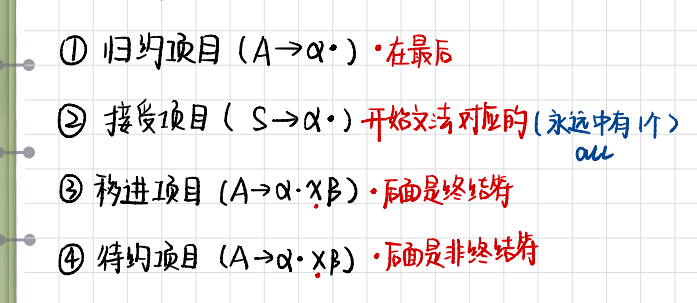 ① 归约项目 (A→α·) ·在最后
② 接受项目 ( S→α·) 开始文法对应的 (永远中有1个)
all
③ 移进项目 (A→α·Xβ) ·后面是终结符
④ 待约项目 (A→α·Xβ) ·后面是非终结符